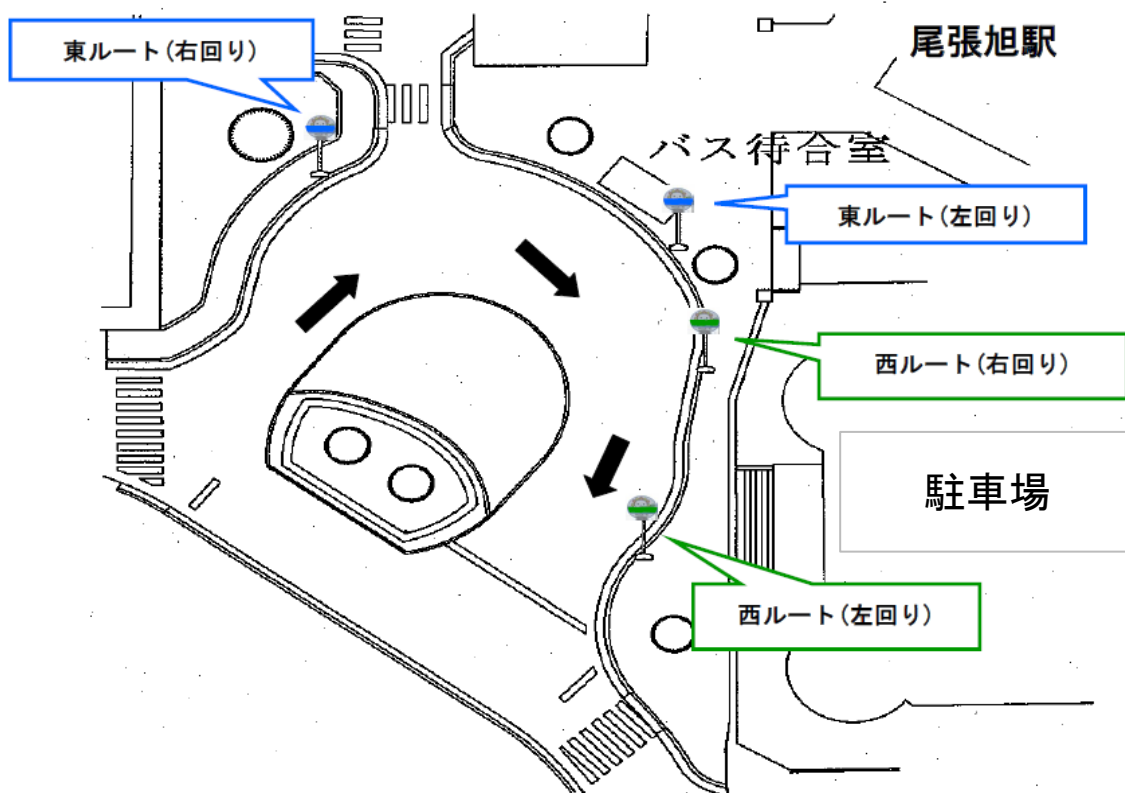 尾張旭駅
東ルート(右回り)
バス待合室
東ルート(左回り)
西ルート(右回り)
駐車場
西ルート(左回り)